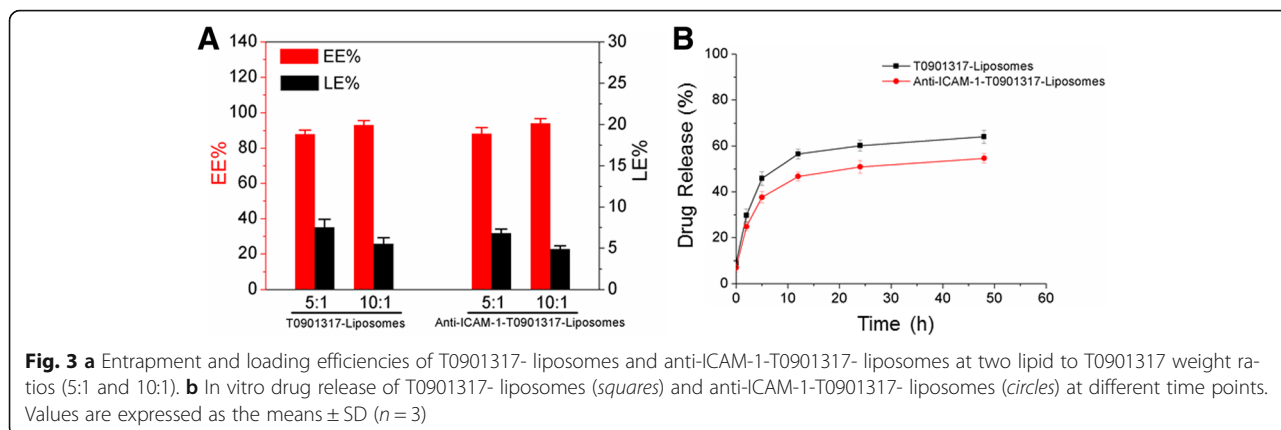 A
EE%
LE%
140
120
100
80
60
40
20
0
EE%
30
25
20
15
10
5
0
LE%
5:1 10:1 5:1 10:1
T0901317-Liposomes Anti-ICAM-1-T0901317-Liposomes
B
T0901317-Liposomes
Anti-ICAM-1-T0901317-Liposomes
100
80
60
40
20
0
Drug Release (%)
0 10 20 30 40 50 60
Time (h)
Fig. 3 a Entrapment and loading efficiencies of T0901317- liposomes and anti-ICAM-1-T0901317- liposomes at two lipid to T0901317 weight ra-
tios (5:1 and 10:1). b In vitro drug release of T0901317- liposomes (squares) and anti-ICAM-1-T0901317- liposomes (circles) at different time points.
Values are expressed as the means ± SD (n = 3)